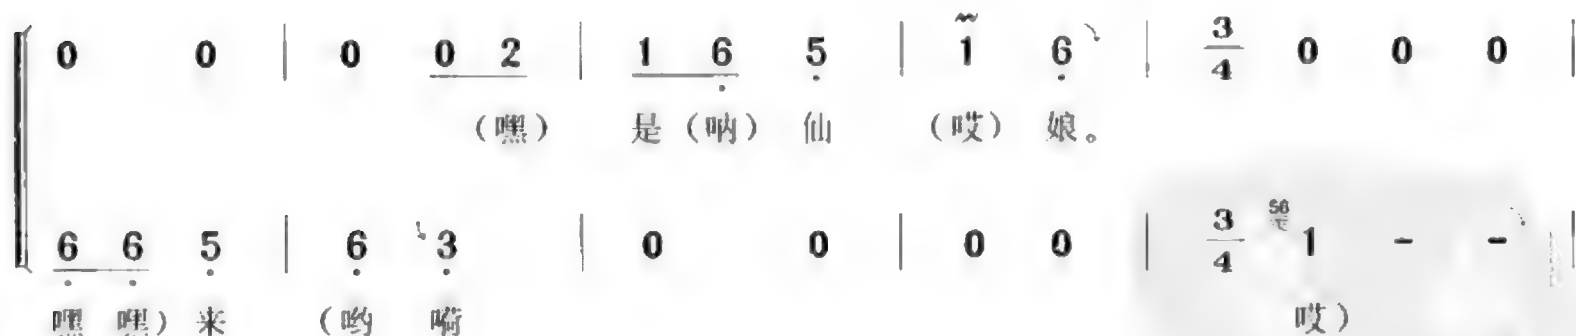 0 0 | 0 0 2 | 1 6 5 | 1 6 | 3/4 0 0 0 |
（嘿） 是（呐）仙 （哎）娘。
6 6 5 | 6 3 | 0 0 | 0 0 | 3/4 56 1 - - |
嘿 嘿）来 （哟 嗬 哎）